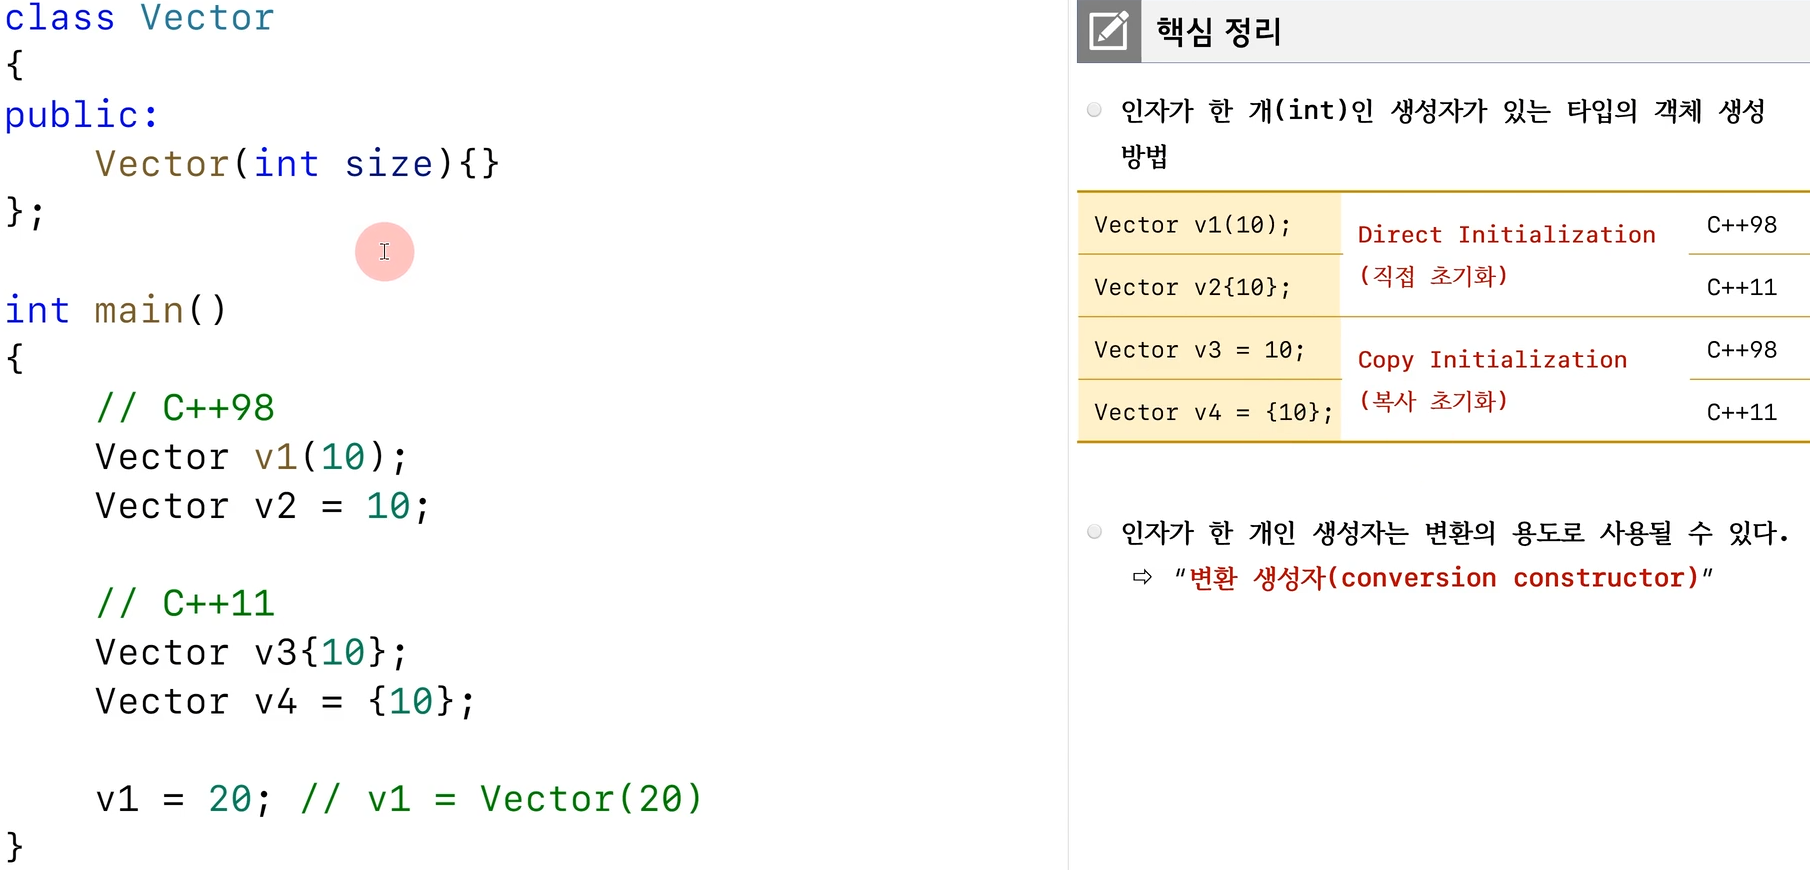 class Vector
{
public:
    Vector(int size){}
};

int main()
{
    // C++98
    Vector v1(10);
    Vector v2 = 10;

    // C++11
    Vector v3{10};
    Vector v4 = {10};

    v1 = 20; // v1 = Vector(20)
}
핵심 정리
인자가 한 개(int)인 생성자가 있는 타입의 객체 생성
방법
Vector v1(10);
Direct Initialization
(직접 초기화)
C++98
Vector v2{10};
C++11
Vector v3 = 10;
Copy Initialization
(복사 초기화)
C++98
Vector v4 = {10};
C++11
인자가 한 개인 생성자는 변환의 용도로 사용될 수 있다.
⇨ “변환 생성자(conversion constructor)”